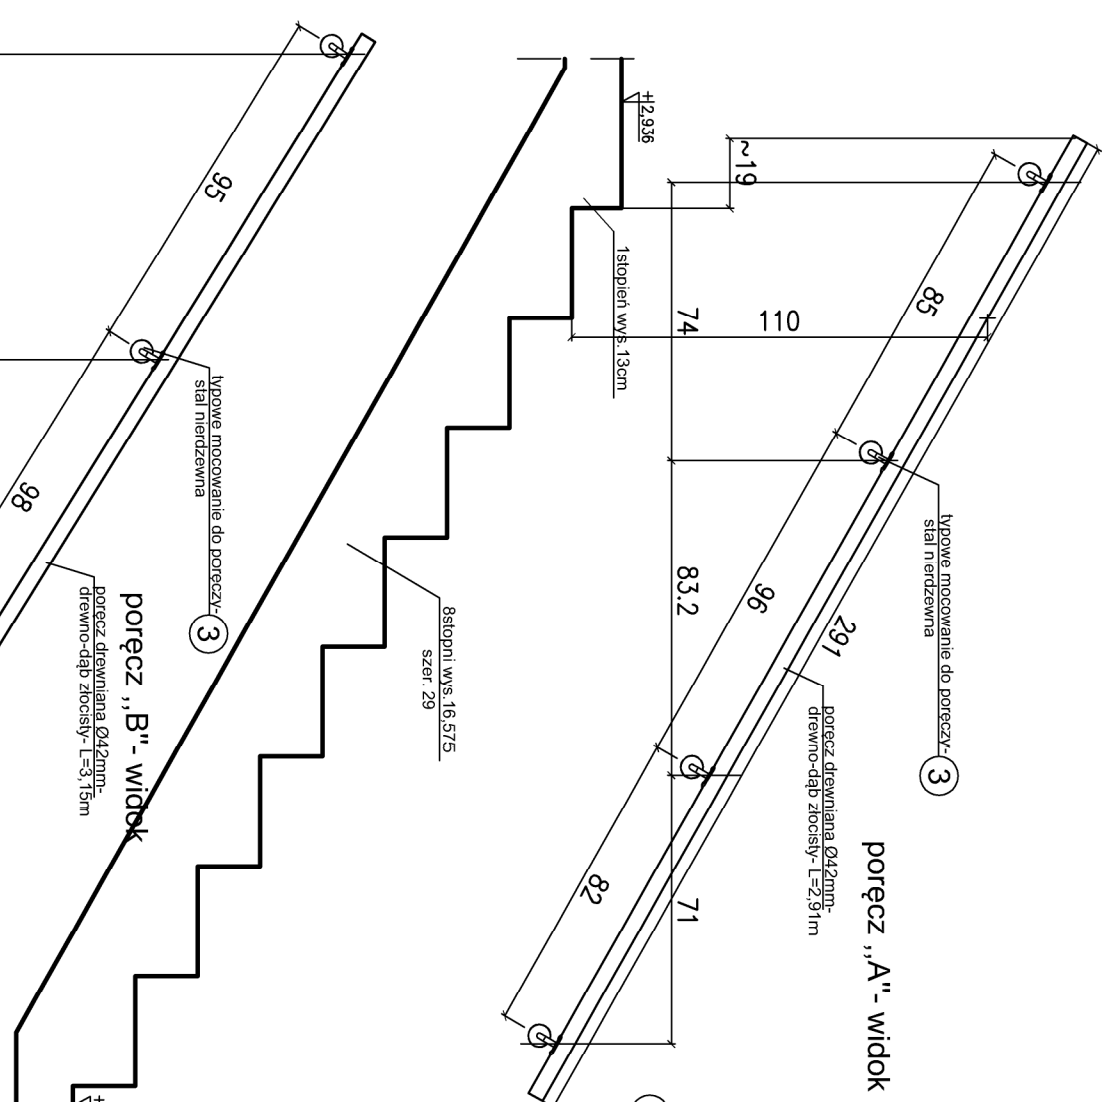 +2,936
~19
1stopień wys.13cm
74
110
85
95
typowe mocowanie do poręczy-
stal nierdzewna
3
98
poręcz drewniana Ø42mm-
drewno-dąb złocisty- L=3,15m
poręcz ,,B"- widok
8stopni wys.16,575
szer. 29
83.2
96
291
typowe mocowanie do poręczy-
stal nierdzewna
3
poręcz drewniana Ø42mm-
drewno-dąb złocisty- L=2,91m
poręcz ,,A"- widok
82
71